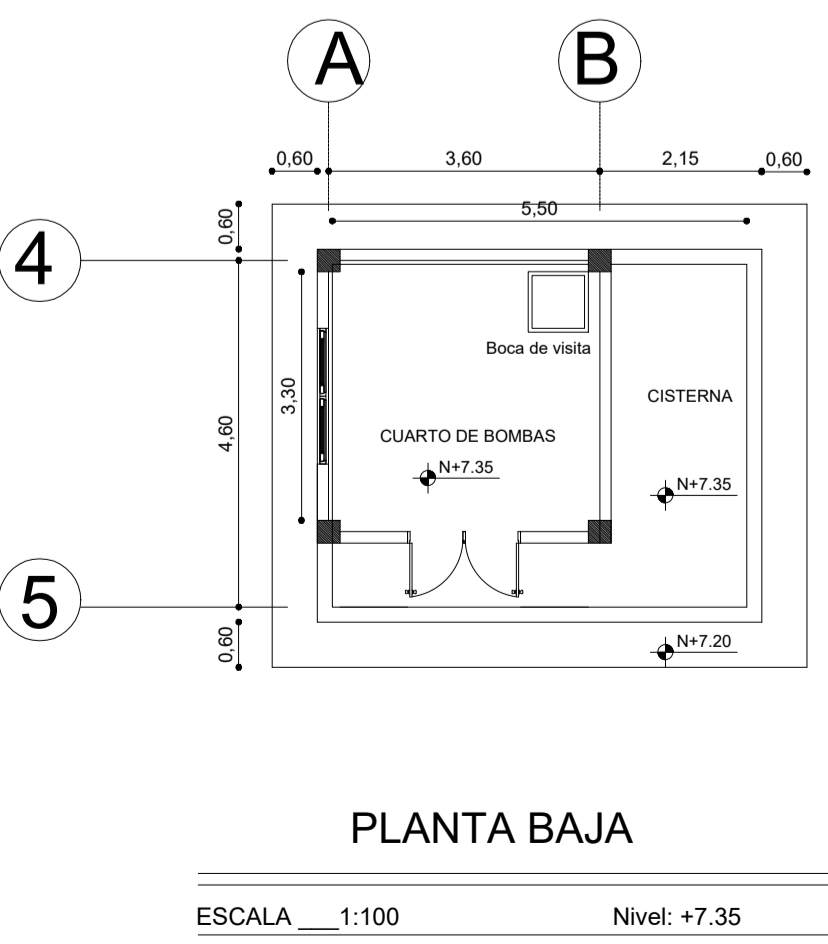 A
B
0,60
3,60
2,15
0,60
0,60
5,50
4
Boca de visita
3,30
CISTERNA
4,60
CUARTO DE BOMBAS
N+7.35
N+7.35
5
0,60
N+7.20
PLANTA BAJA
ESCALA ___1:100
Nivel: +7.35